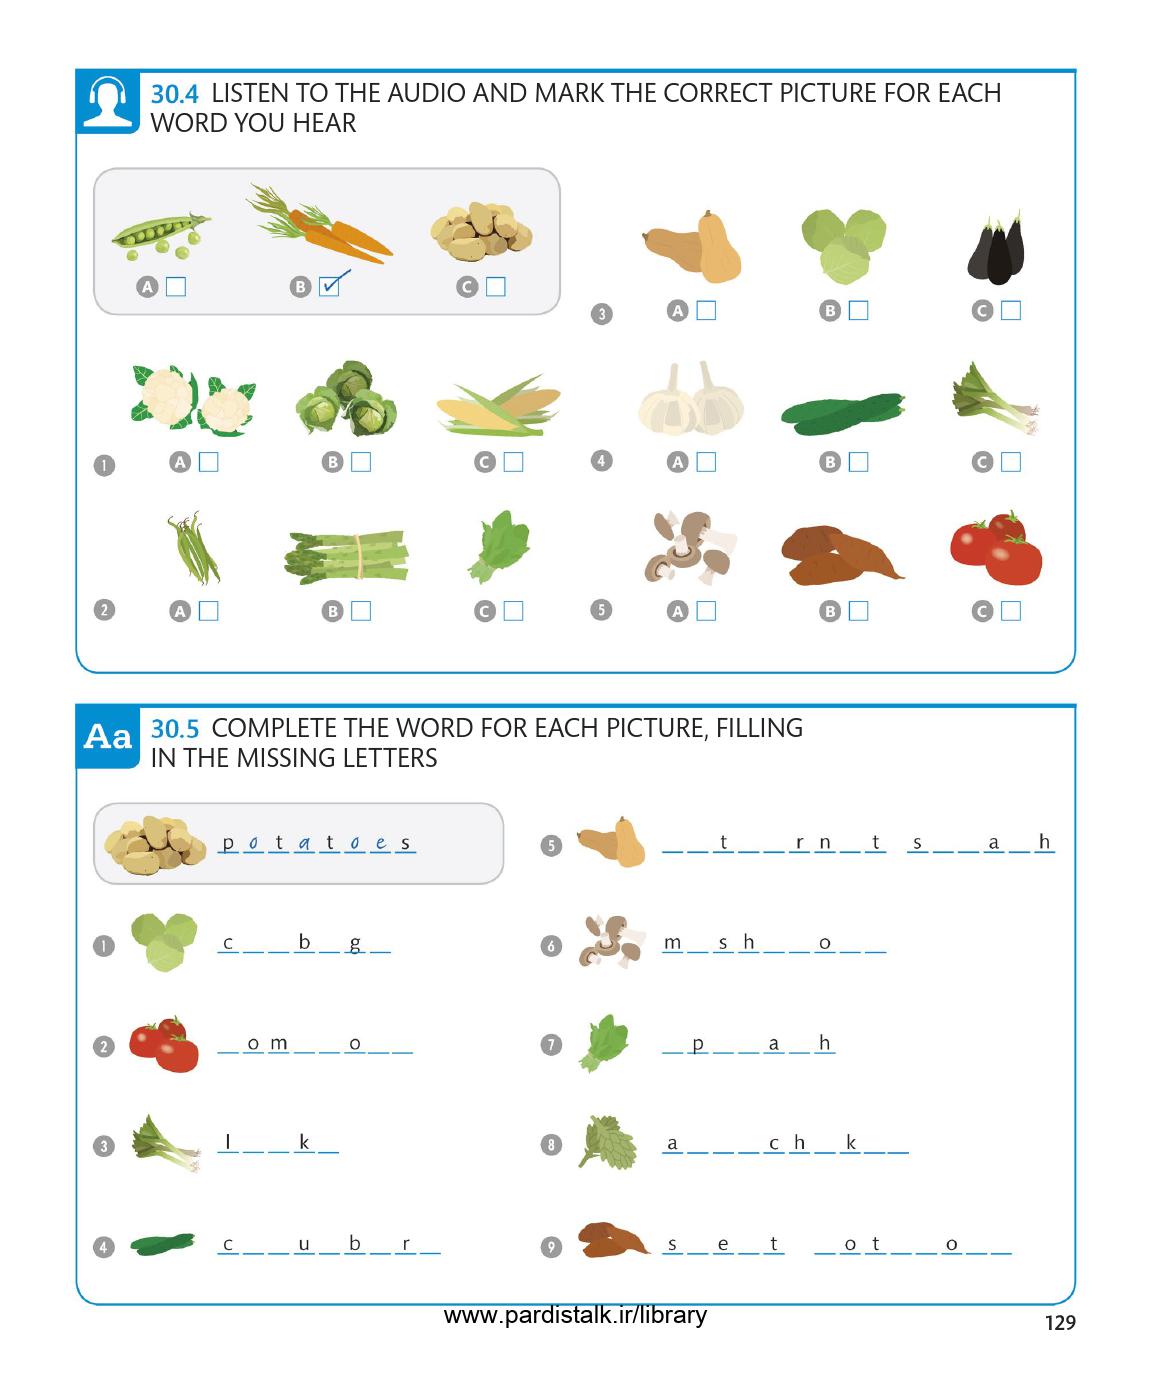 30.4 LISTEN TO THE AUDIO AND MARK THE CORRECT PICTURE FOR EACH
WORD YOU HEAR
A B C
1 A B C
2 A B C
3 A B C
4 A B C
5 A B C
Aa 30.5 COMPLETE THE WORD FOR EACH PICTURE, FILLING
IN THE MISSING LETTERS
p o t a t o e s
1 c _ _ b _ g _
2 _ o m _ _ o _ _
3 l _ _ k _
4 c _ _ u _ b _ r _
5 _ _ t _ _ r n _ t s _ _ a _ h
6 m _ s h _ _ o _ _
7 _ p _ _ a _ h
8 a _ _ _ c h _ k _ _
9 s _ e _ t _ o t _ _ o _ _
www.pardistalk.ir/library
129